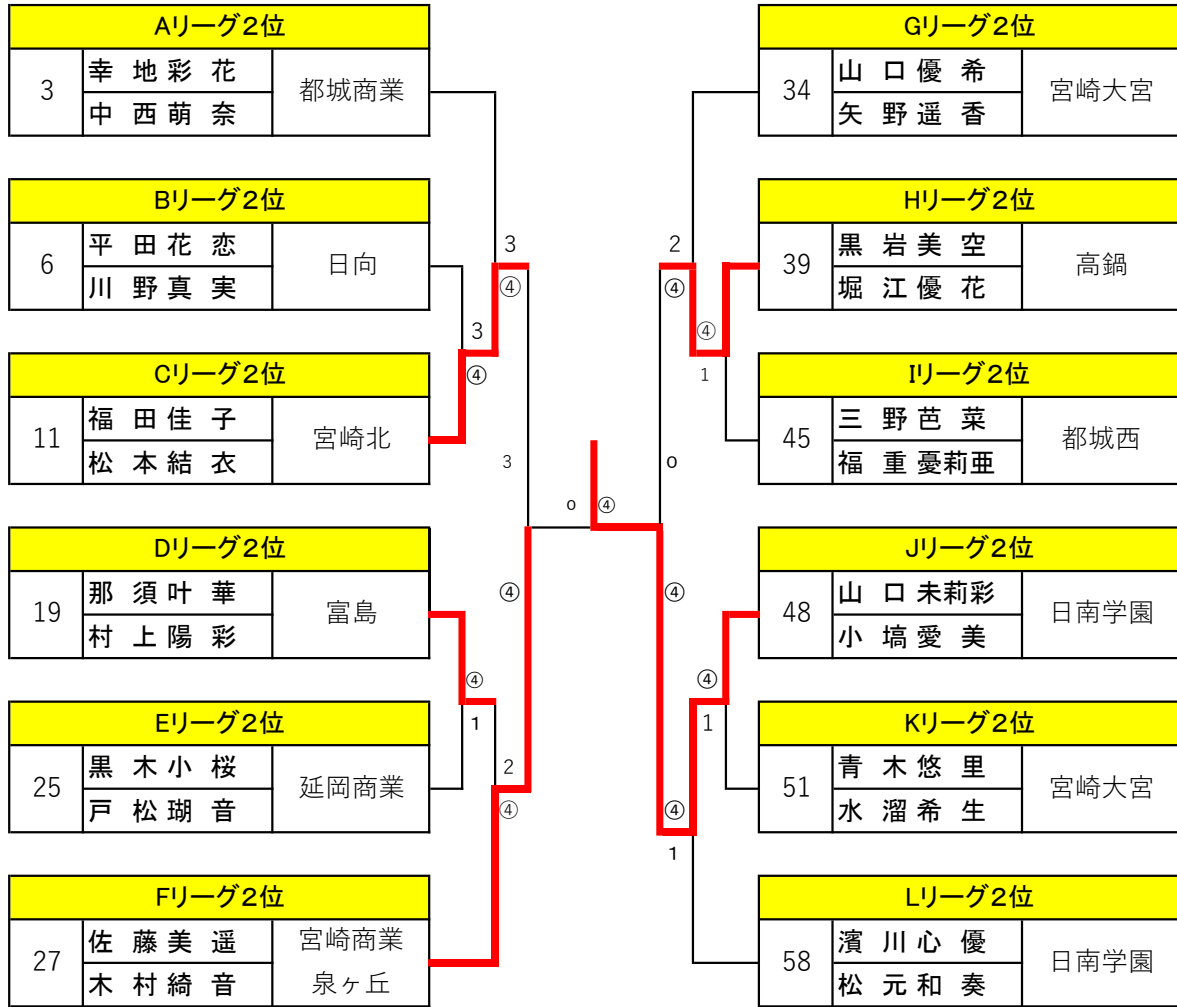 Aリーグ2位
3
幸 地 彩 花
中 西 萌 奈
都城商業
Bリーグ2位
6
平 田 花 恋
川 野 真 実
日向
Cリーグ2位
11
福 田 佳 子
松 本 結 衣
宮崎北
Dリーグ2位
19
那 須 叶 華
村 上 陽 彩
富島
Eリーグ2位
25
黒 木 小 桜
戸 松 瑚 音
延岡商業
Fリーグ2位
27
佐 藤 美 遥
木 村 綺 音
宮崎商業
泉ヶ丘
3
④
3
④
3
④
④
1
2
④
0
④
2
④
④
1
0
④
④
1
④
1
Gリーグ2位
34
山 口 優 希
矢 野 遥 香
宮崎大宮
Hリーグ2位
39
黒 岩 美 空
堀 江 優 花
高鍋
Iリーグ2位
45
三 野 芭 菜
福 重 憂莉亜
都城西
Jリーグ2位
48
山 口 未莉彩
小 塙 愛 美
日南学園
Kリーグ2位
51
青 木 悠 里
水 溜 希 生
宮崎大宮
Lリーグ2位
58
濱 川 心 優
松 元 和 奏
日南学園